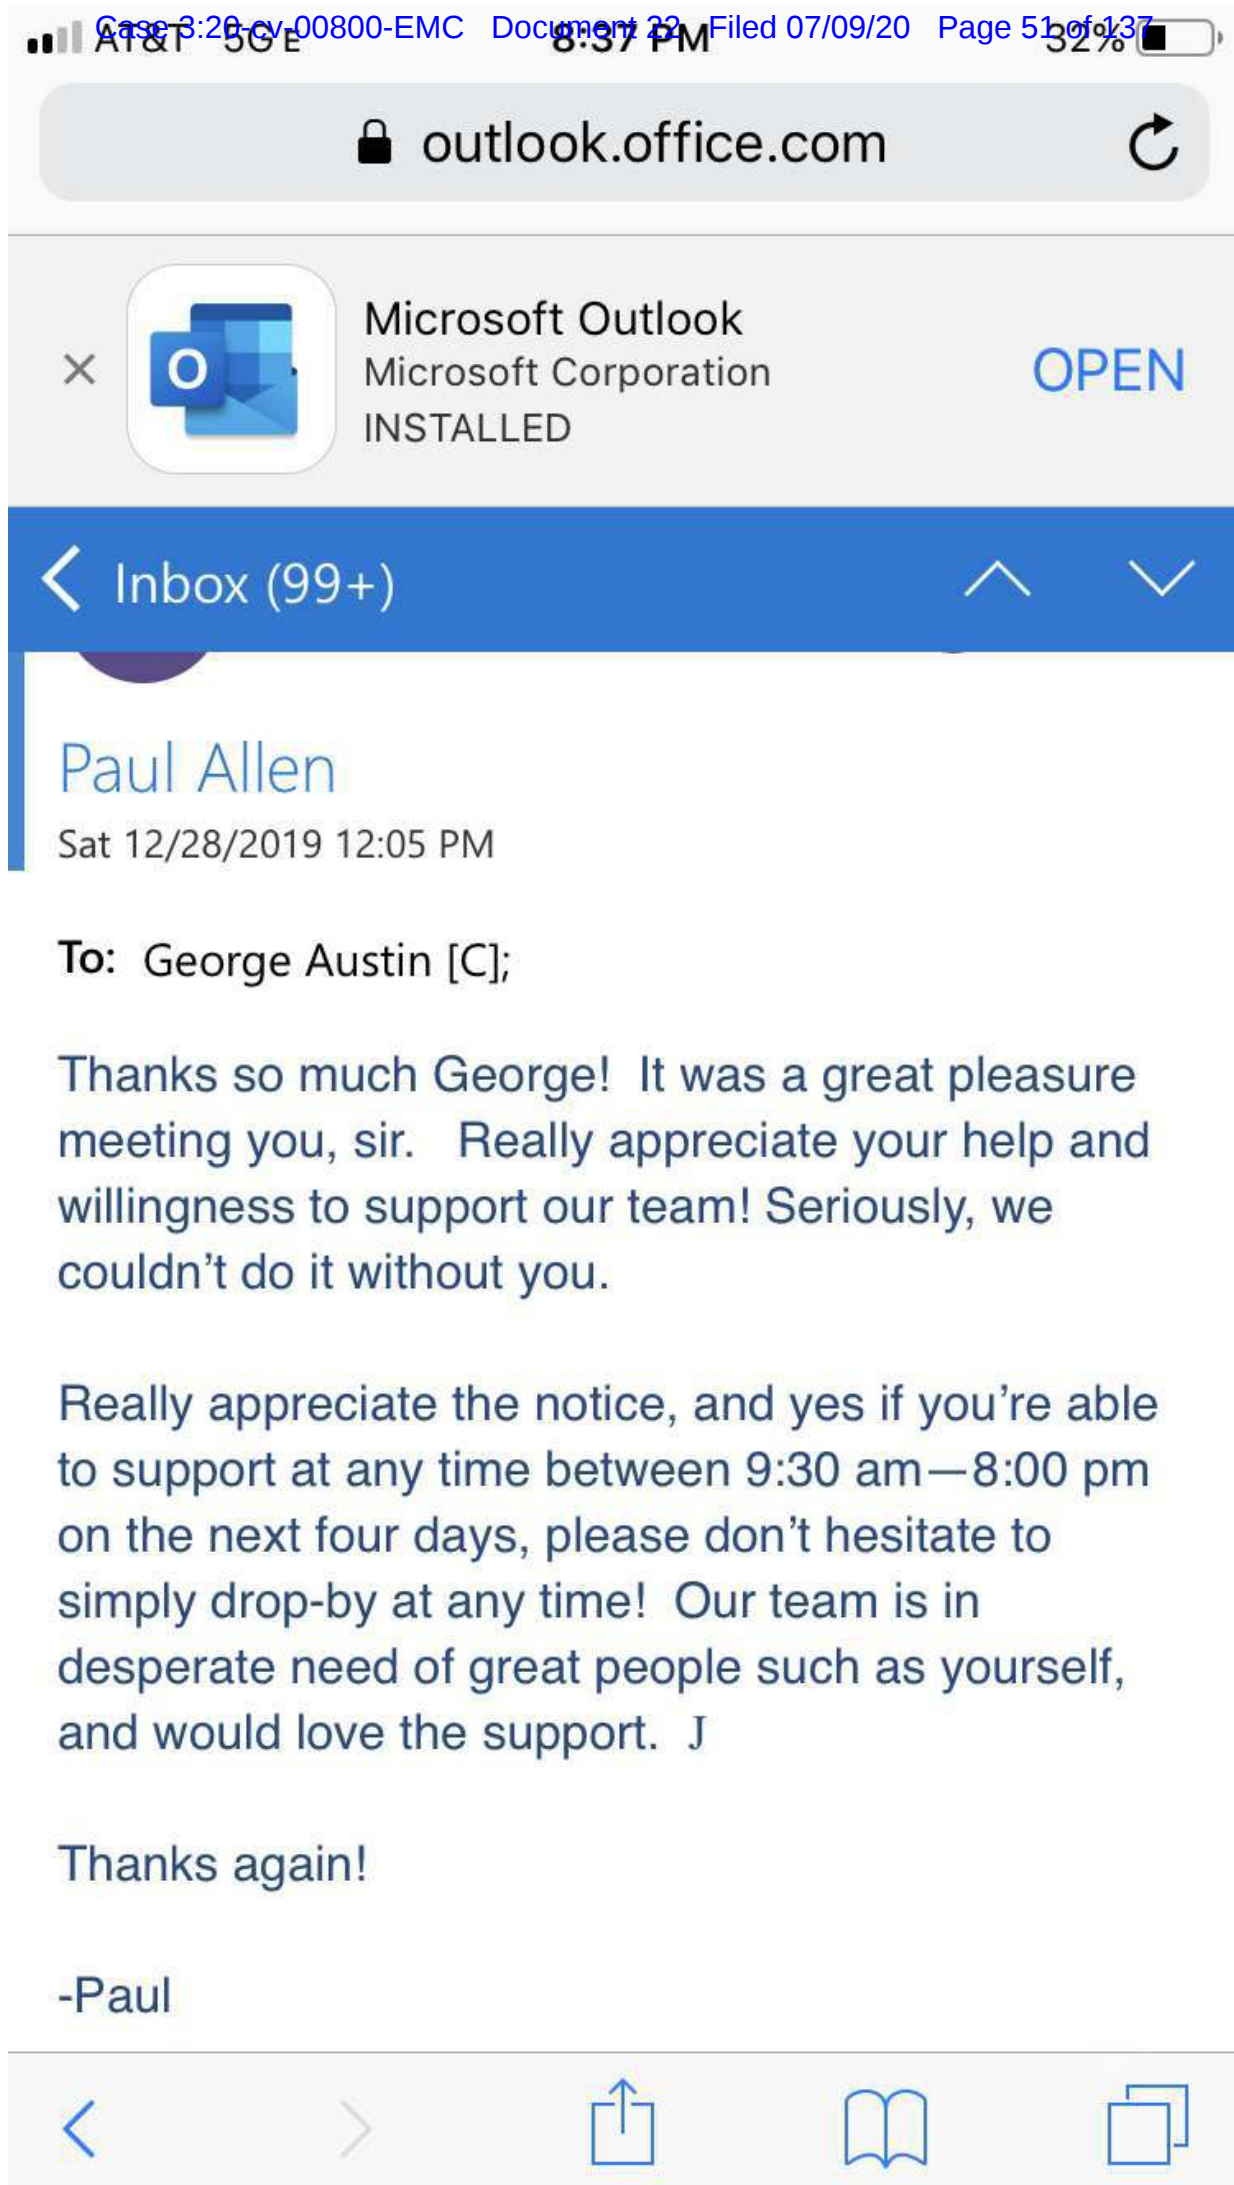 Case 3:20-cv-00800-EMC Document 22 Filed 07/09/20 Page 51 of 137
AT&T 5G E 8:37 PM 32%
outlook.office.com
Microsoft Outlook
Microsoft Corporation
INSTALLED
OPEN
Inbox (99+)
Paul Allen
Sat 12/28/2019 12:05 PM
To: George Austin [C];
Thanks so much George! It was a great pleasure
meeting you, sir. Really appreciate your help and
willingness to support our team! Seriously, we
couldn't do it without you.
Really appreciate the notice, and yes if you're able
to support at any time between 9:30 am—8:00 pm
on the next four days, please don't hesitate to
simply drop-by at any time! Our team is in
desperate need of great people such as yourself,
and would love the support. J
Thanks again!
-Paul